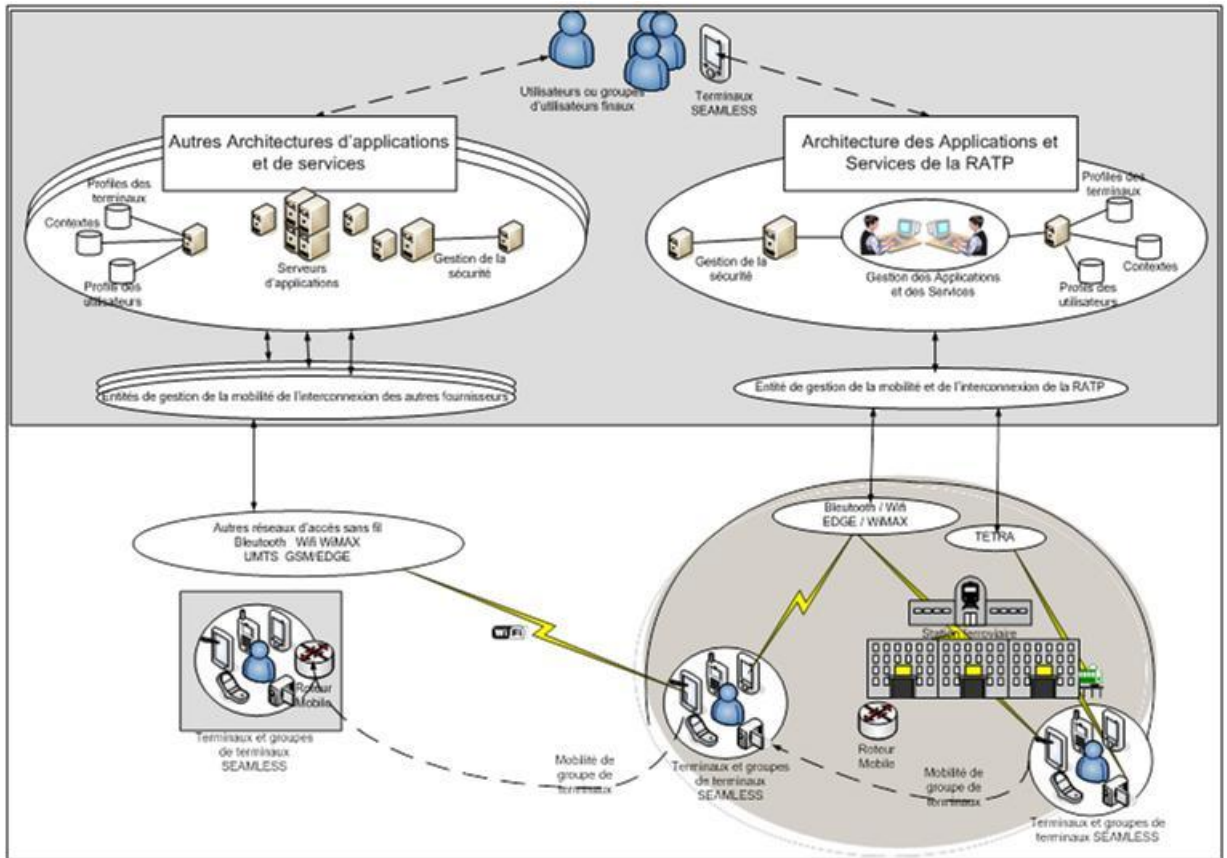 Utilisateurs ou groupes
d'utilisateurs finaux
Terminaux
SEAMLESS
Autres Architectures d'applications
et de services
Architecture des Applications et
Services de la RATP
Profiles des
terminaux
Contextes
Profils des
utilisateurs
Serveurs
d'applications
Gestion de la
sécurité
Gestion de la
sécurité
Gestion des Applications
et des Services
Profiles des
terminaux
Contextes
Profils des
utilisateurs
Entités de gestion de la mobilité de l'interconnexion des autres fournisseurs
Entité de gestion de la mobilité et de l'interconnexion de la RATP
Autres réseaux d'accès sans fil
Bleutooth Wifi WiMAX
UMTS GSM/EDGE
Bleutooth / Wifi
EDGE / WiMAX
TETRA
WiFi
Station ferroviaire
Roteur
Mobile
Terminaux et groupes
de terminaux
SEAMLESS
Mobilité de
groupe de
terminaux
Terminaux et groupes
de terminaux
SEAMLESS
Roteur
Mobile
Mobilité de
groupe de
terminaux
Terminaux et groupes de
terminaux SEAMLESS